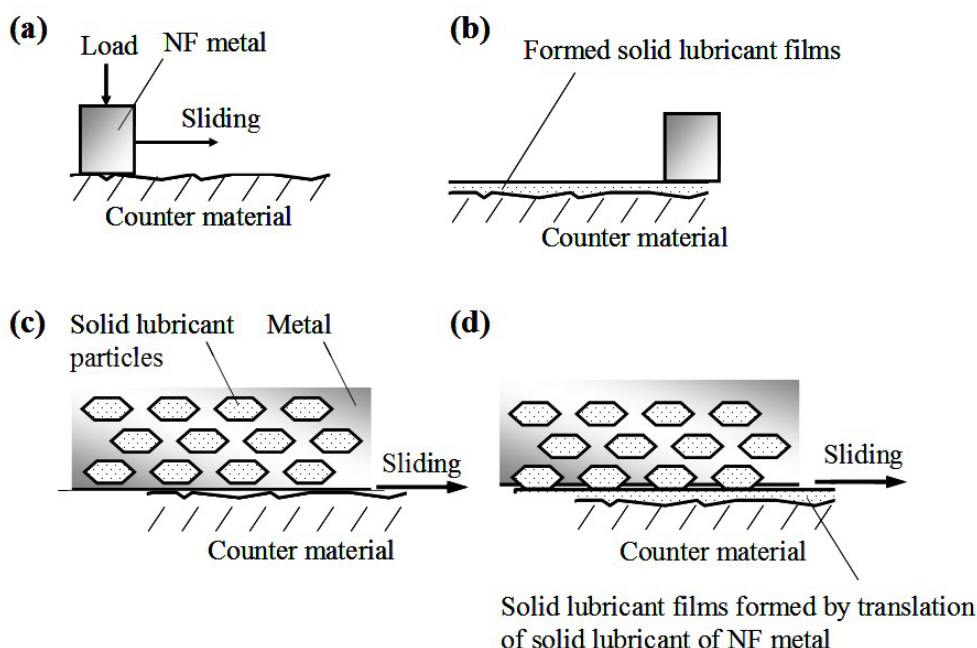 (a)
Load
NF metal
Sliding
Counter material
(b)
Formed solid lubricant films
Counter material
(c)
Solid lubricant
particles
Metal
Sliding
Counter material
(d)
Sliding
Counter material
Solid lubricant films formed by translation
of solid lubricant of NF metal